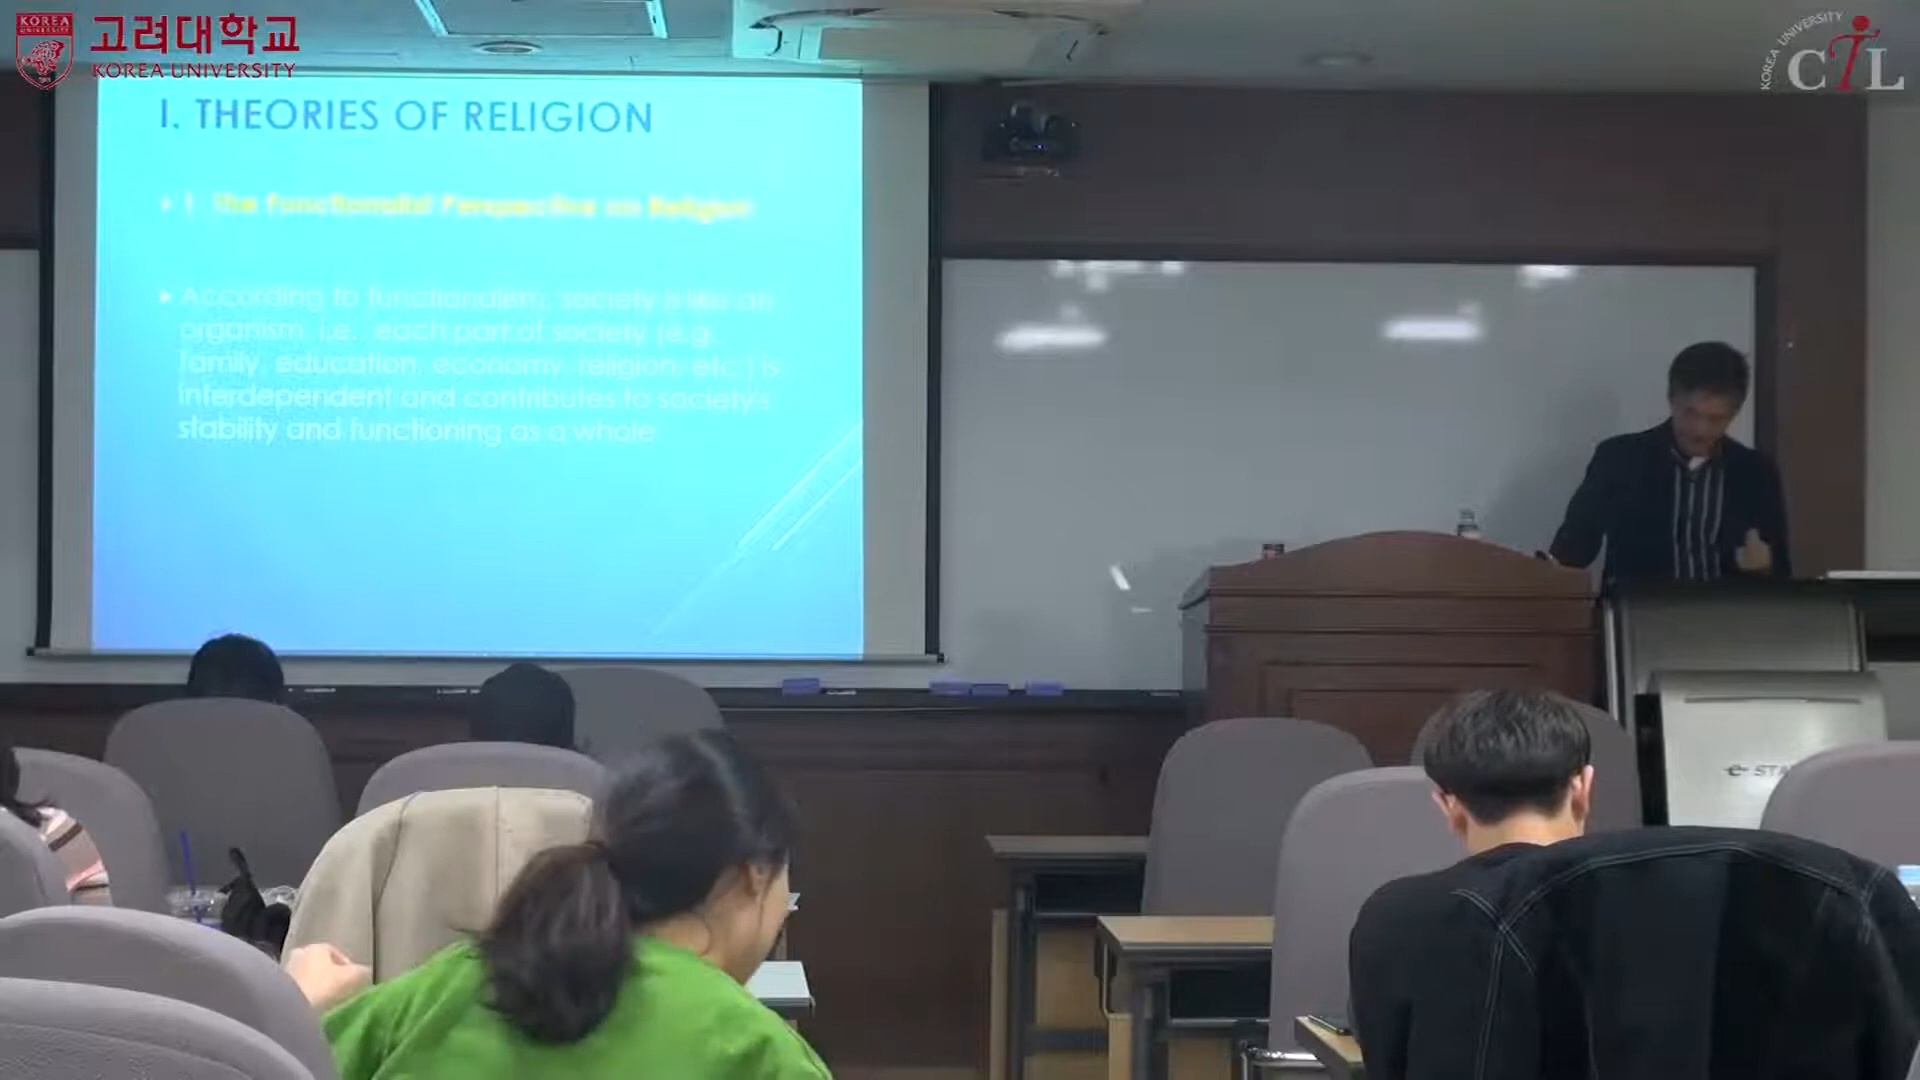 KOREA
UNIVERSITY
고려대학교
KOREA UNIVERSITY
KOREA UNIVERSITY
CTL
I. THEORIES OF RELIGION
1. The Functionalist Perspective on Religion
According to functionalism, society is like an
organism, i.e., each part of society (e.g.,
family, education, economy, religion, etc.) is
interdependent and contributes to society's
stability and functioning as a whole
e-STA